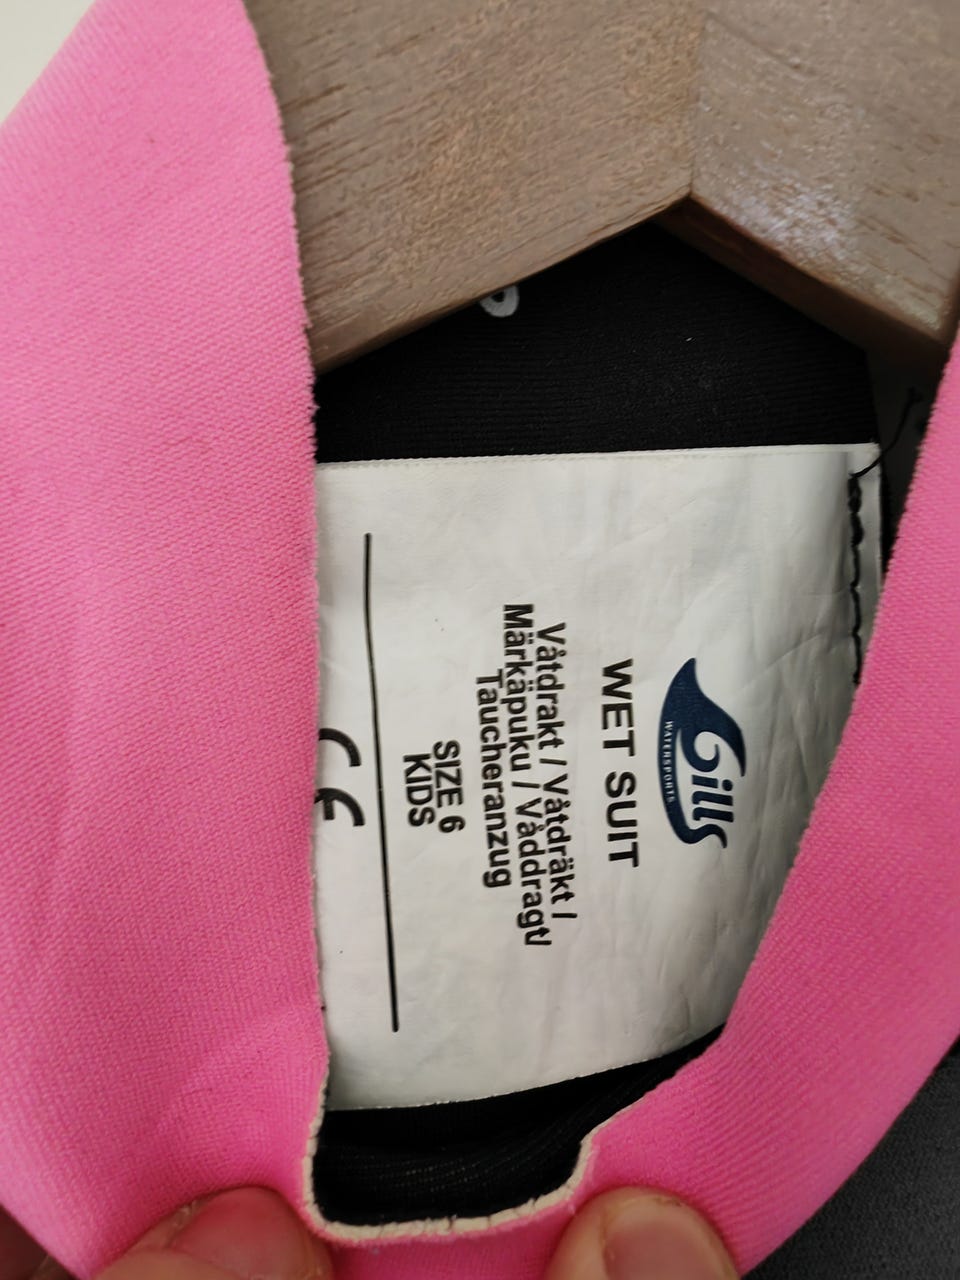 Gills
WATERSPORTS
WET SUIT
Våtdrakt / Våtdräkt /
Märkäpuku / Våddragt/
Taucheranzug
SIZE 6
KIDS
CE